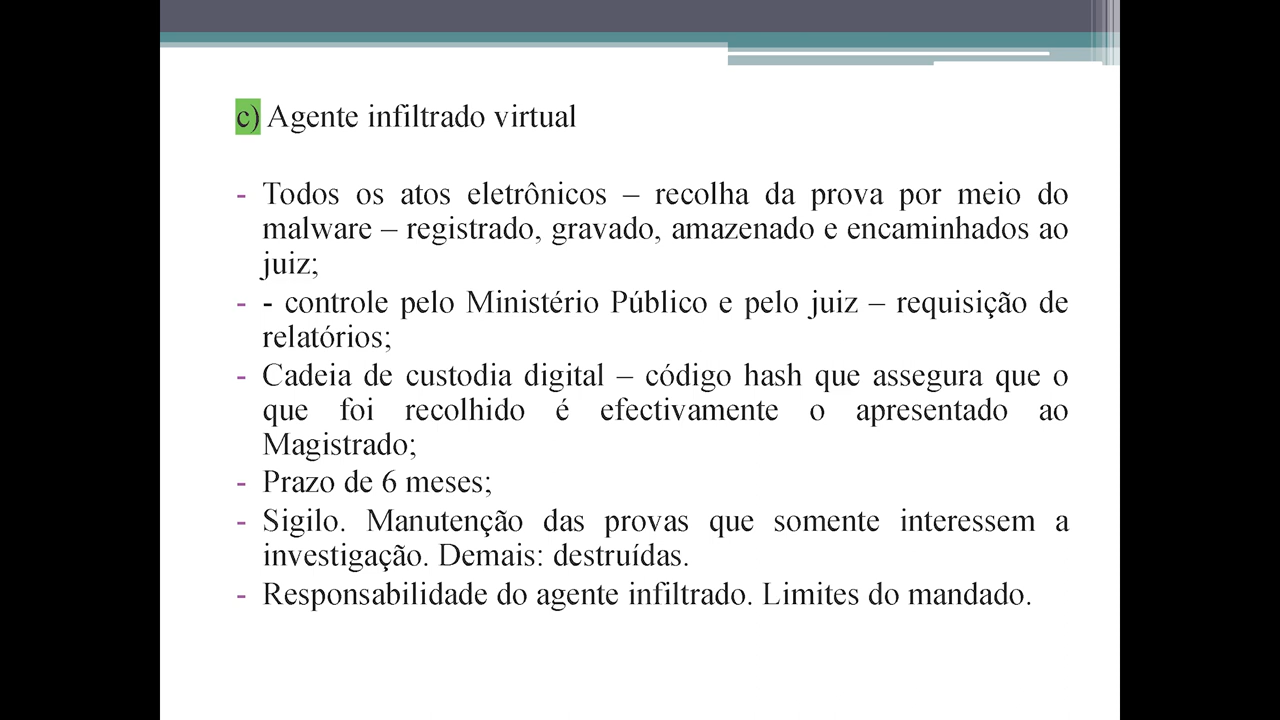 c) Agente infiltrado virtual
- Todos os atos eletrônicos – recolha da prova por meio do
malware – registrado, gravado, amazenado e encaminhados ao
juiz;
- - controle pelo Ministério Público e pelo juiz – requisição de
relatórios;
- Cadeia de custodia digital – código hash que assegura que o
que foi recolhido é efectivamente o apresentado ao
Magistrado;
- Prazo de 6 meses;
- Sigilo. Manutenção das provas que somente interessem a
investigação. Demais: destruídas.
- Responsabilidade do agente infiltrado. Limites do mandado.